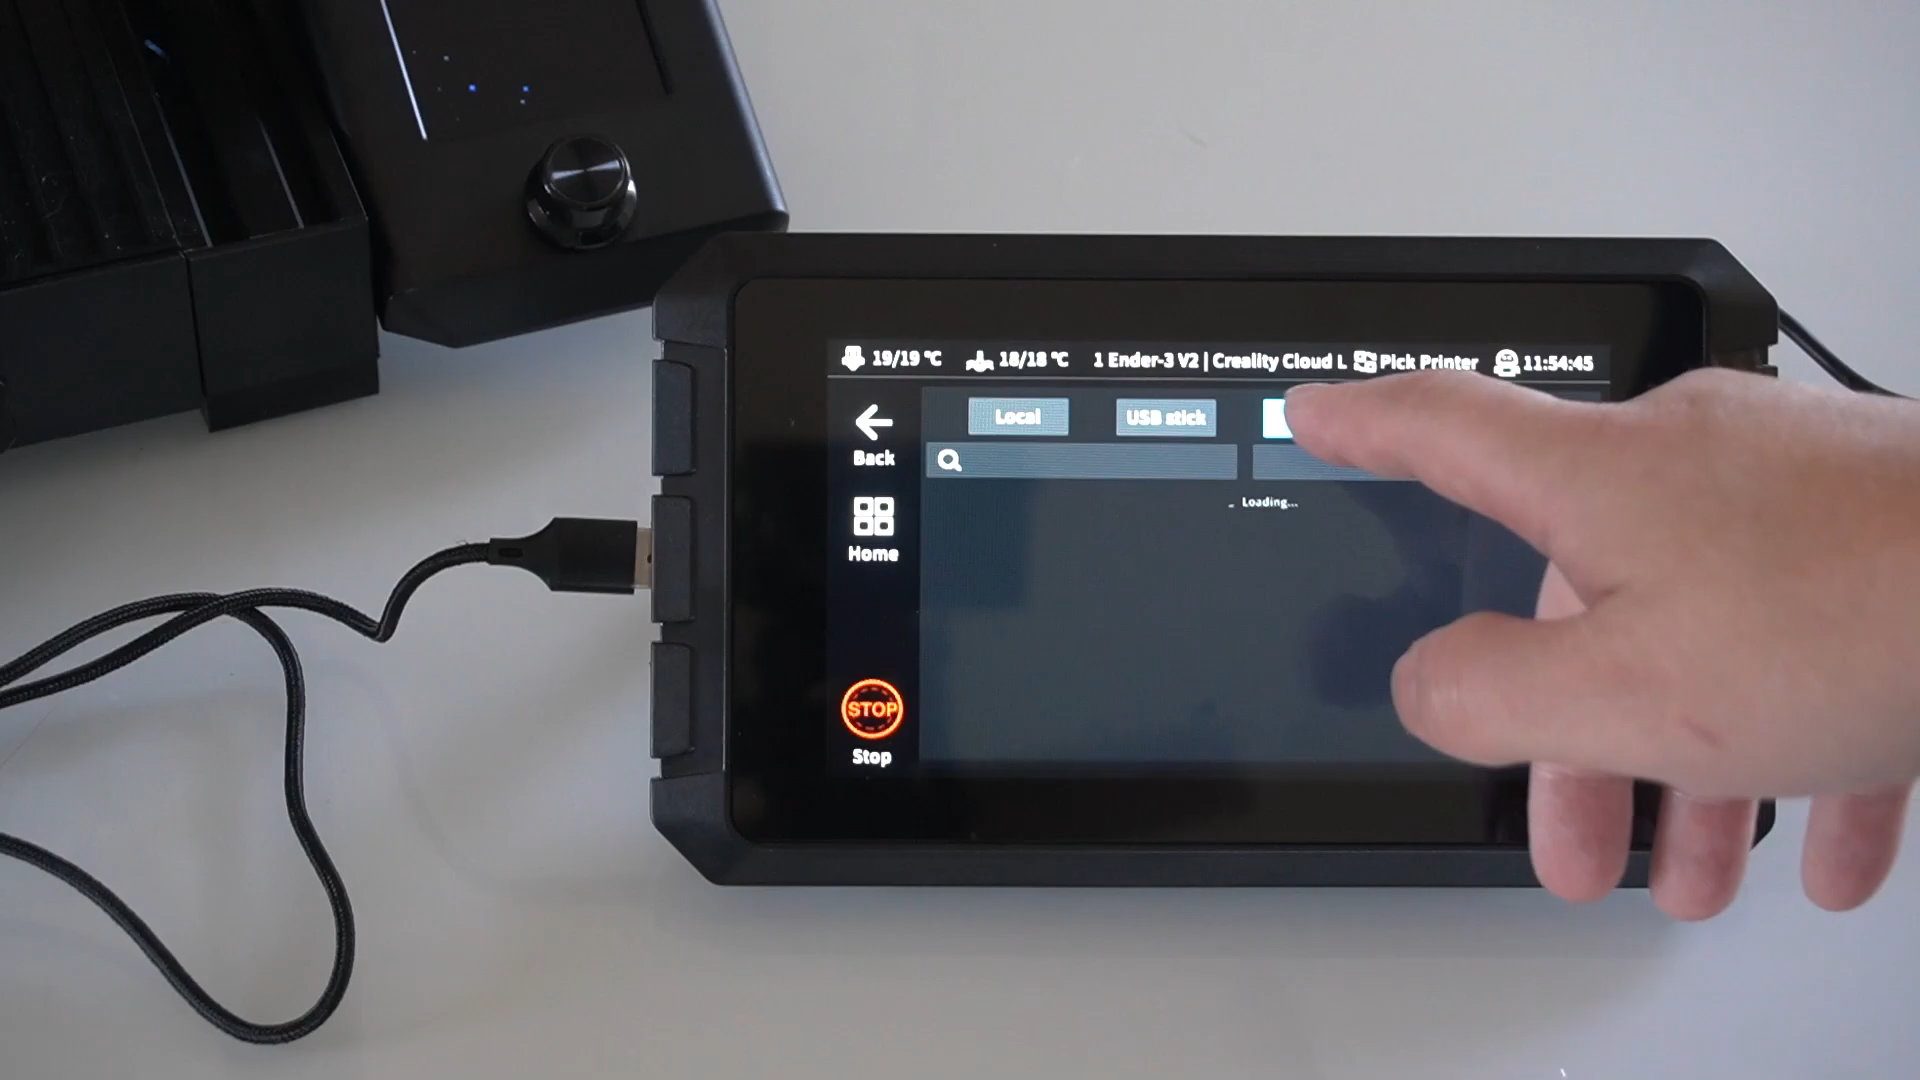 19/19 °C 18/18 °C 1 Ender-3 V2 | Creality Cloud L Pick Printer 11:54:45
Local USB stick
Back
Loading...
Home
STOP
Stop